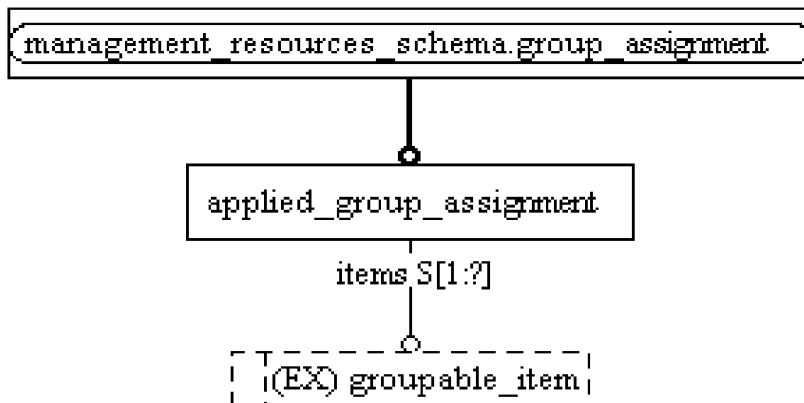 management_resources_schema.group_assignment
applied_group_assignment
items S[1:?]
(EX) groupable_item